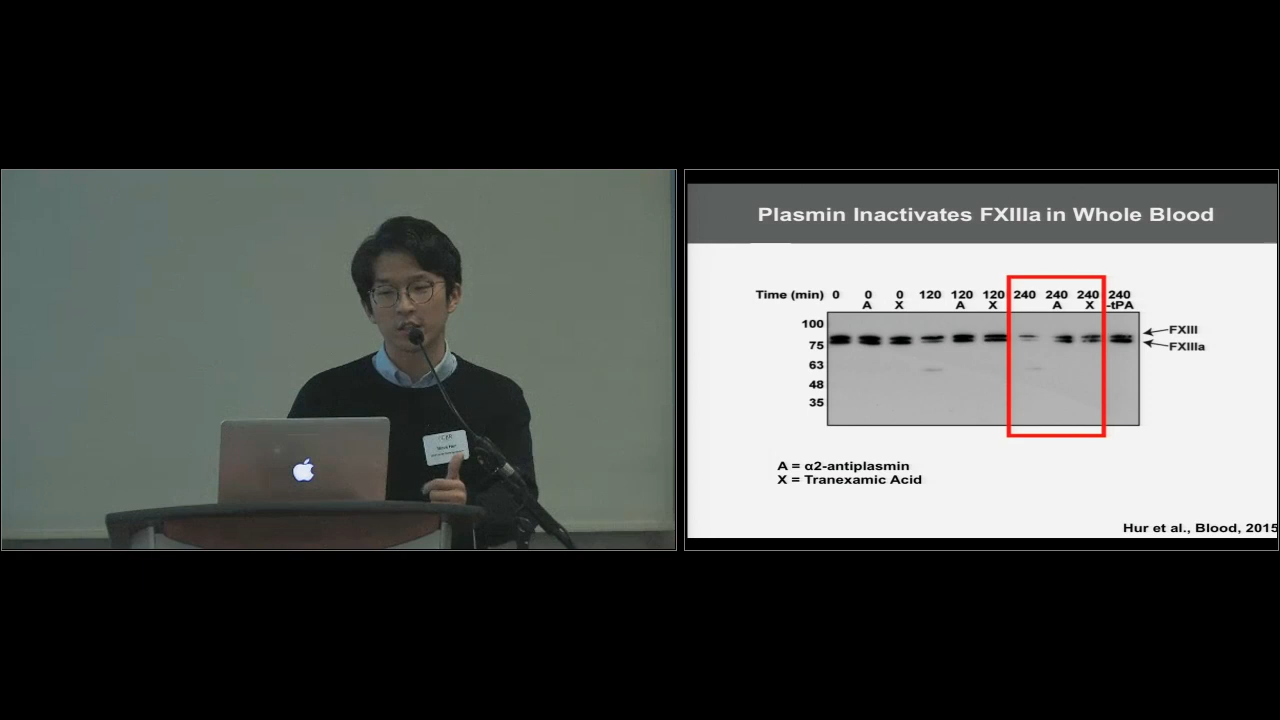 Plasmin Inactivates FXIIIa in Whole Blood
Time (min) 0 0 0 120 120 120 240 240 240 240
A X A X A X -tPA
100
75
63
48
35
FXIII
FXIIIa
A = α2-antiplasmin
X = Tranexamic Acid
Hur et al., Blood, 2015